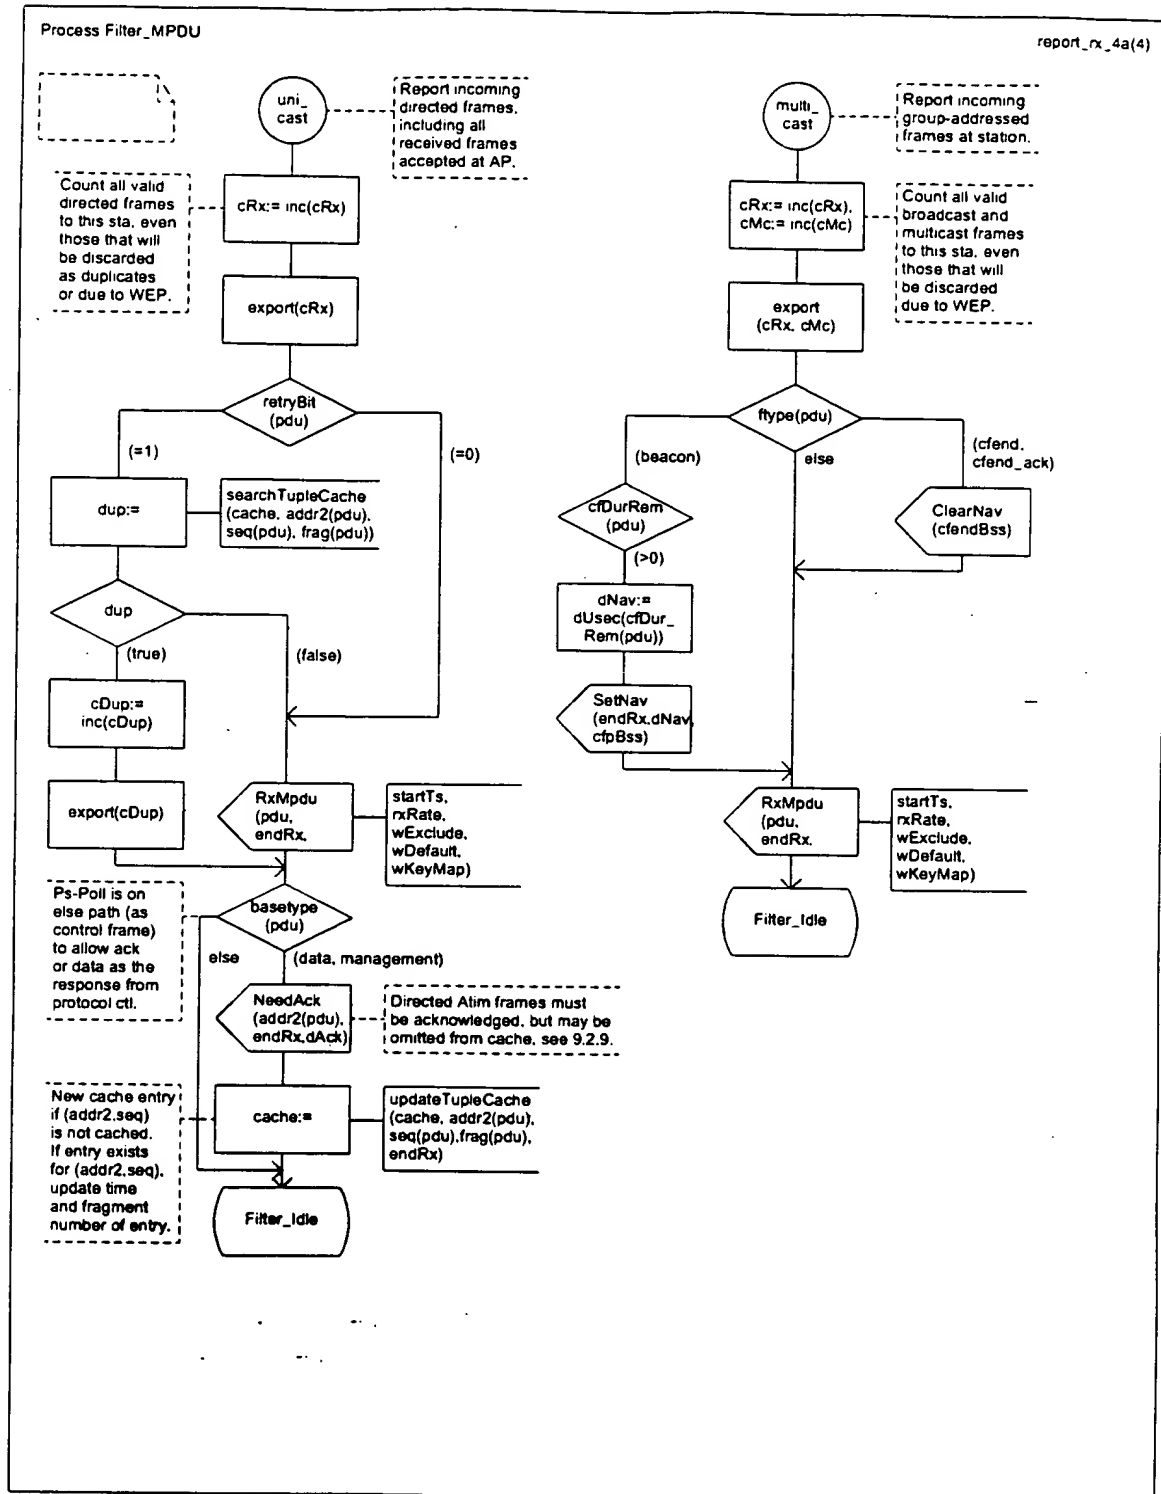 Process Filter_MPDU
report_rx_4a(4)
uni_
cast
Report incoming
directed frames,
including all
received frames
accepted at AP.
Count all valid
directed frames
to this sta, even
those that will
be discarded
as duplicates
or due to WEP.
cRx:= inc(cRx)
export(cRx)
retryBit
(pdu)
(=1)
(=0)
dup:=
searchTupleCache
(cache, addr2(pdu),
seq(pdu), frag(pdu))
dup
(true)
(false)
cDup:=
inc(cDup)
export(cDup)
RxMpdu
(pdu,
endRx,
startTs,
rxRate,
wExclude,
wDefault,
wKeyMap)
Ps-Poll is on
else path (as
control frame)
to allow ack
or data as the
response from
protocol ctl.
basetype
(pdu)
else
(data, management)
NeedAck
(addr2(pdu),
endRx,dAck)
Directed Atim frames must
be acknowledged, but may be
omitted from cache, see 9.2.9.
New cache entry
if (addr2,seq)
is not cached.
If entry exists
for (addr2,seq),
update time
and fragment
number of entry.
cache:=
updateTupleCache
(cache, addr2(pdu),
seq(pdu),frag(pdu),
endRx)
Filter_Idle
multi_
cast
Report incoming
group-addressed
frames at station.
cRx:= inc(cRx),
cMc:= inc(cMc)
Count all valid
broadcast and
multicast frames
to this sta, even
those that will
be discarded
due to WEP.
export
(cRx, cMc)
ftype(pdu)
(beacon)
else
(cfend,
cfend_ack)
cfDurRem
(pdu)
(>0)
ClearNav
(cfendBss)
dNav:=
dUsec(cfDur_
Rem(pdu))
SetNav
(endRx,dNav,
cfpBss)
RxMpdu
(pdu,
endRx,
startTs,
rxRate,
wExclude,
wDefault,
wKeyMap)
Filter_Idle